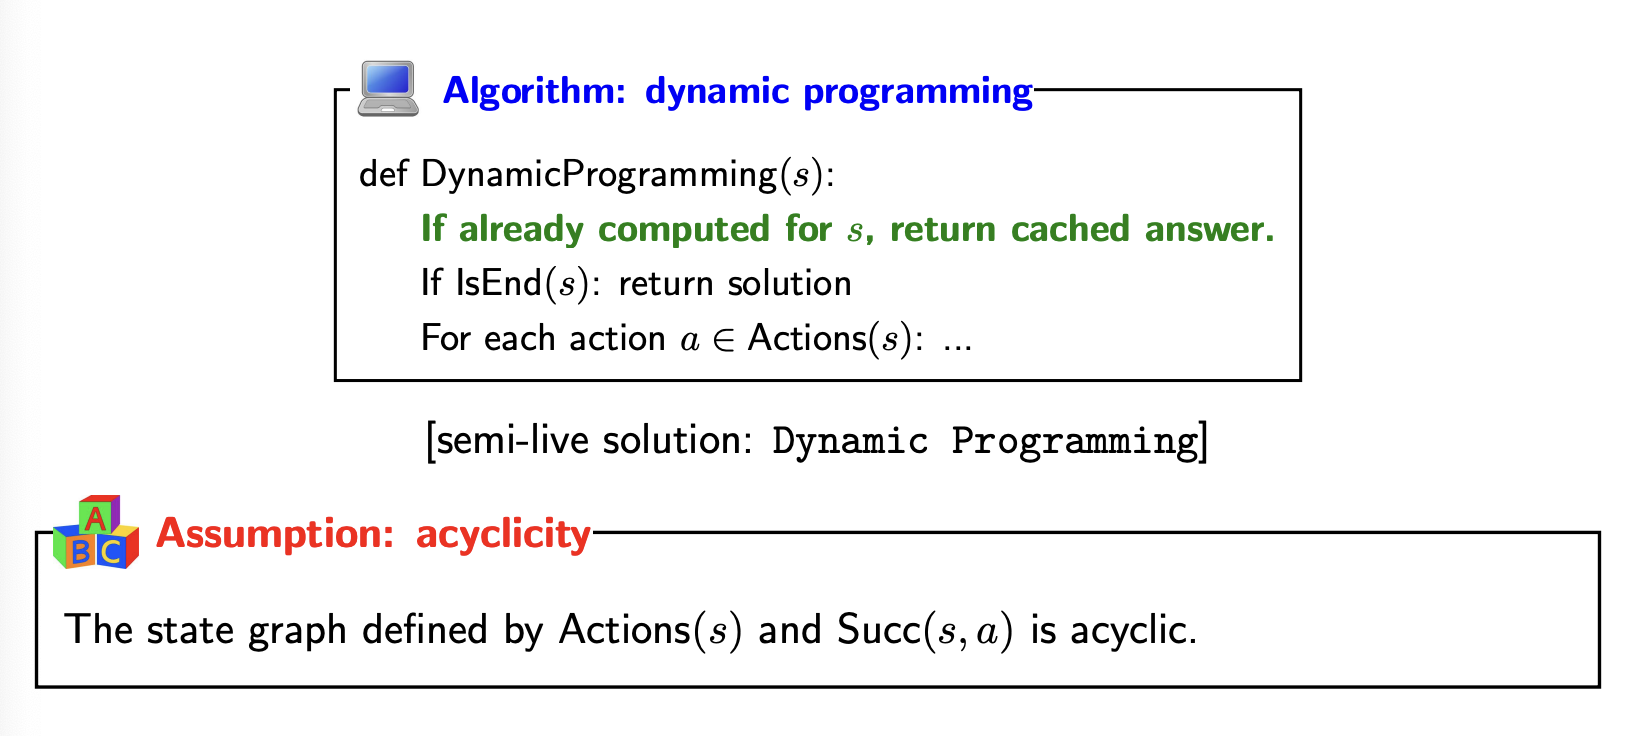 Algorithm: dynamic programming
def DynamicProgramming(s):
If already computed for s, return cached answer.
If IsEnd(s): return solution
For each action a ∈ Actions(s): ...
[semi-live solution: Dynamic Programming]
A
B C
Assumption: acyclicity
The state graph defined by Actions(s) and Succ(s, a) is acyclic.